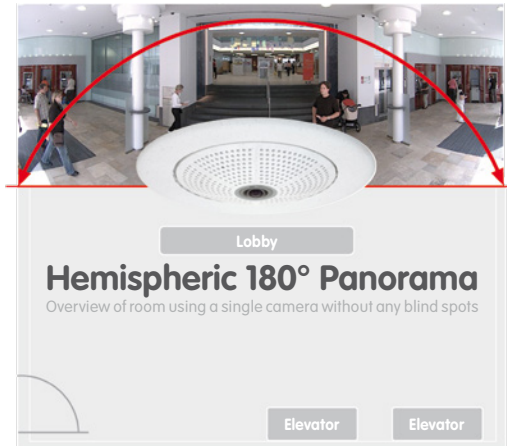 Lobby
Hemispheric 180° Panorama
Overview of room using a single camera without any blind spots
Elevator
Elevator